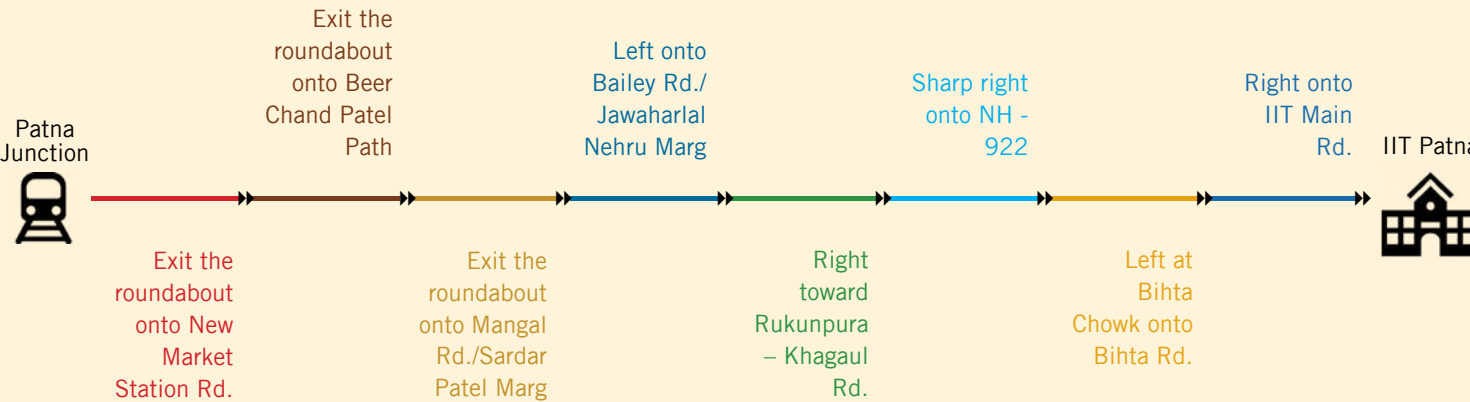 Patna
Junction
Exit the
roundabout
onto New
Market
Station Rd.
Exit the
roundabout
onto Beer
Chand Patel
Path
Exit the
roundabout
onto Mangal
Rd./Sardar
Patel Marg
Left onto
Bailey Rd./
Jawaharlal
Nehru Marg
Right
toward
Rukunpura
– Khagaul
Rd.
Sharp right
onto NH -
922
Left at
Bihta
Chowk onto
Bihta Rd.
Right onto
IIT Main
Rd.
IIT Patna